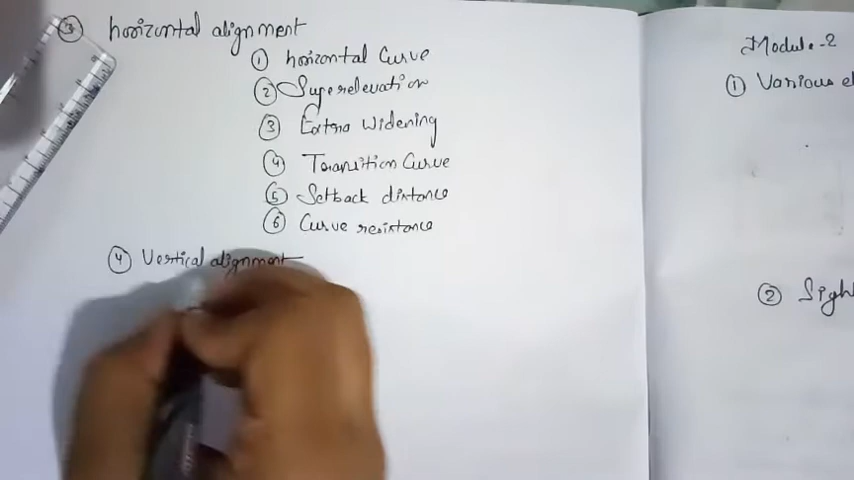 ③ horizontal alignment
① horizontal Curve
② Superelevation
③ Extra Widening
④ Transition Curve
⑤ Setback distance
⑥ Curve resistance
④ Vertical alignment
Module-2
① Various
② Sigh